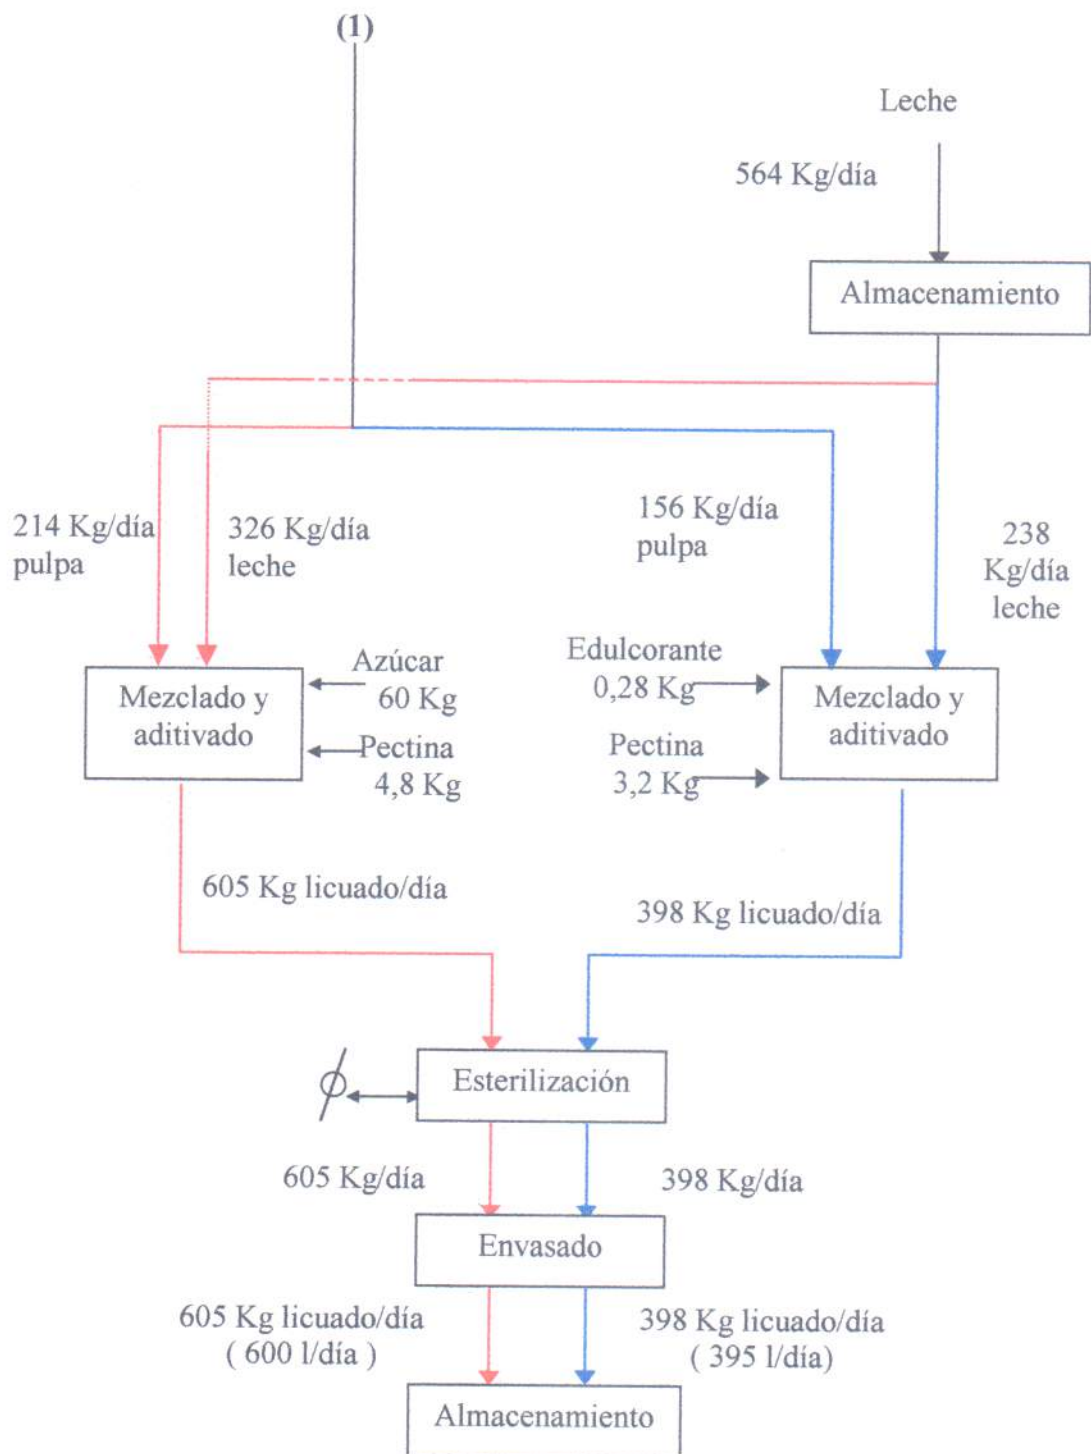 (1)
Leche
564 Kg/día
Almacenamiento
214 Kg/día
pulpa
326 Kg/día
leche
156 Kg/día
pulpa
238
Kg/día
leche
Mezclado y
aditivado
Azúcar
60 Kg
Pectina
4,8 Kg
Edulcorante
0,28 Kg
Pectina
3,2 Kg
Mezclado y
aditivado
605 Kg licuado/día
398 Kg licuado/día
Esterilización
605 Kg/día
398 Kg/día
Envasado
605 Kg licuado/día
( 600 l/día )
398 Kg licuado/día
( 395 l/día)
Almacenamiento